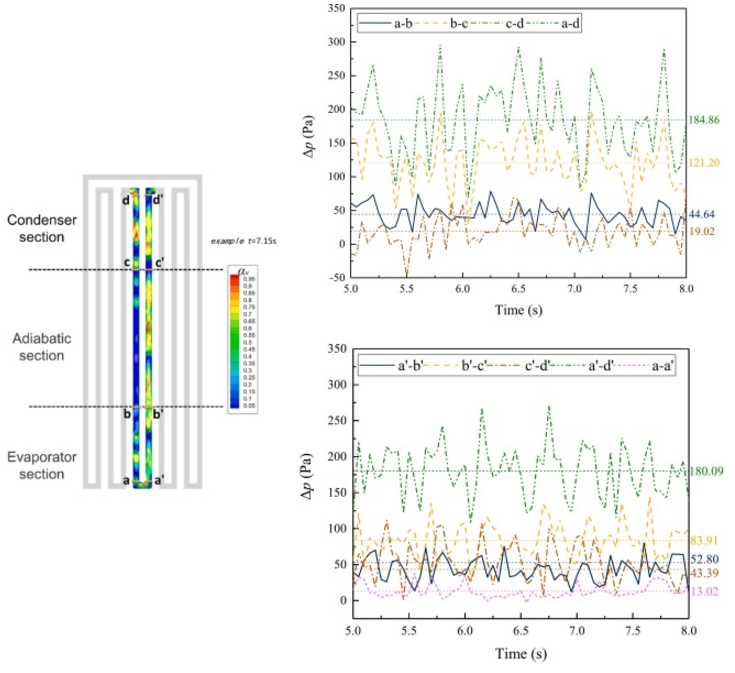 350
300
250
200
150
100
50
0
-50
Δp (Pa)
a-b b-c c-d a-d
184.86
121.20
44.64
19.02
5.0 5.5 6.0 6.5 7.0 7.5 8.0
Time (s)
d d'
Condenser
section
example t=7.15s
c c'
αv
0.95
0.9
0.85
0.8
0.75
0.7
0.65
0.6
0.55
0.5
0.45
0.4
0.35
0.3
0.25
0.2
0.15
0.1
0.05
Adiabatic
section
b b'
Evaporator
section
a a'
350
300
250
200
150
100
50
0
Δp (Pa)
a'-b' b'-c' c'-d' a'-d' a-a'
180.09
83.91
52.80
43.39
13.02
5.0 5.5 6.0 6.5 7.0 7.5 8.0
Time (s)